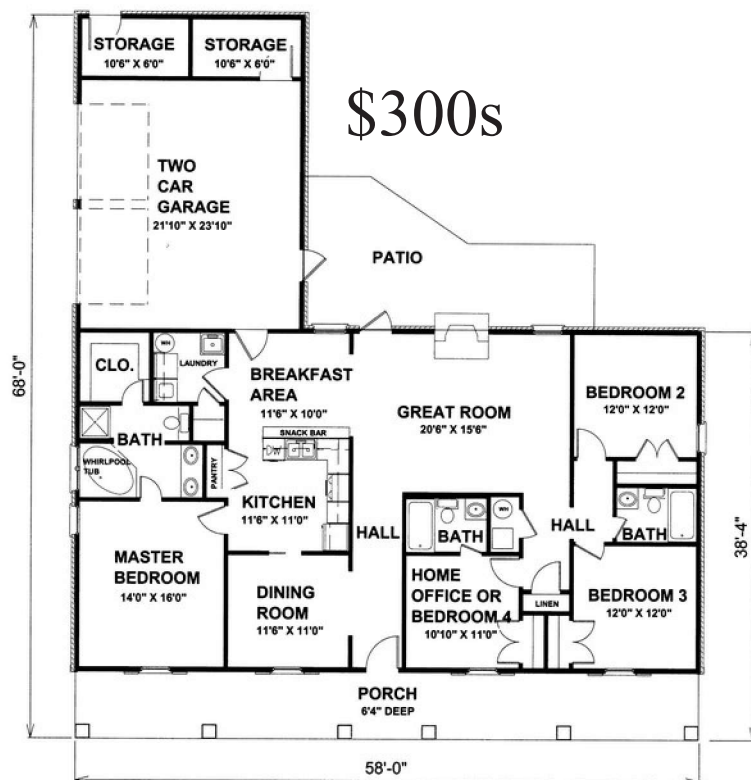 STORAGE
10'6" X 6'0"
STORAGE
10'6" X 6'0"
$300s
TWO
CAR
GARAGE
21'10" X 23'10"
PATIO
68'-0"
CLO.
WH
LAUNDRY
BREAKFAST
AREA
11'6" X 10'0"
GREAT ROOM
20'6" X 15'6"
BEDROOM 2
12'0" X 12'0"
BATH
SNACK BAR
DW
WHIRLPOOL
TUB
PANTRY
KITCHEN
11'6" X 11'0"
HALL
BATH
WH
HALL
BATH
38'-4"
MASTER
BEDROOM
14'0" X 16'0"
DINING
ROOM
11'6" X 11'0"
HOME
OFFICE OR
BEDROOM 4
10'10" X 11'0"
LINEN
BEDROOM 3
12'0" X 12'0"
PORCH
6'4" DEEP
58'-0"